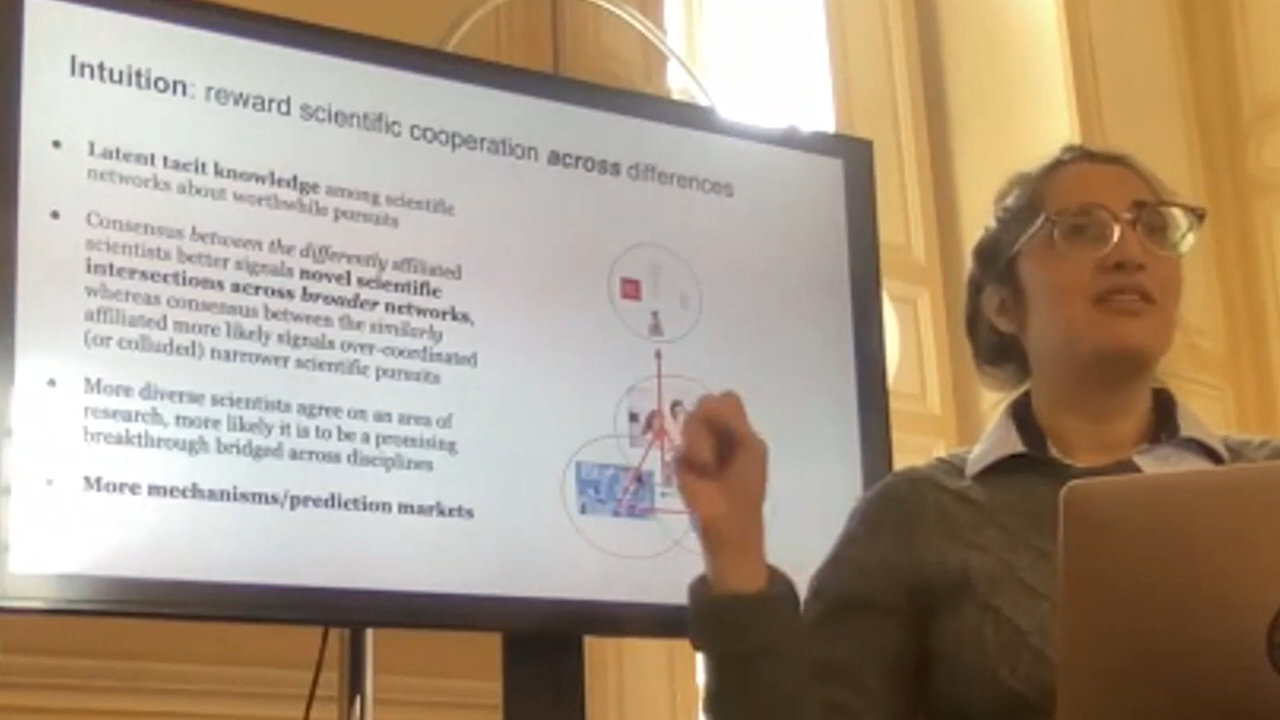 Intuition: reward scientific cooperation across differences
• Latent tacit knowledge among scientific
networks about worthwhile pursuits
• Consensus between the differently affiliated
scientists better signals novel scientific
intersections across broader networks,
whereas consensus between the similarly
affiliated more likely signals over-coordinated
(or colluded) narrower scientific pursuits
• More diverse scientists agree on an area of
research, more likely it is to be a promising
breakthrough bridged across disciplines
• More mechanisms/prediction markets